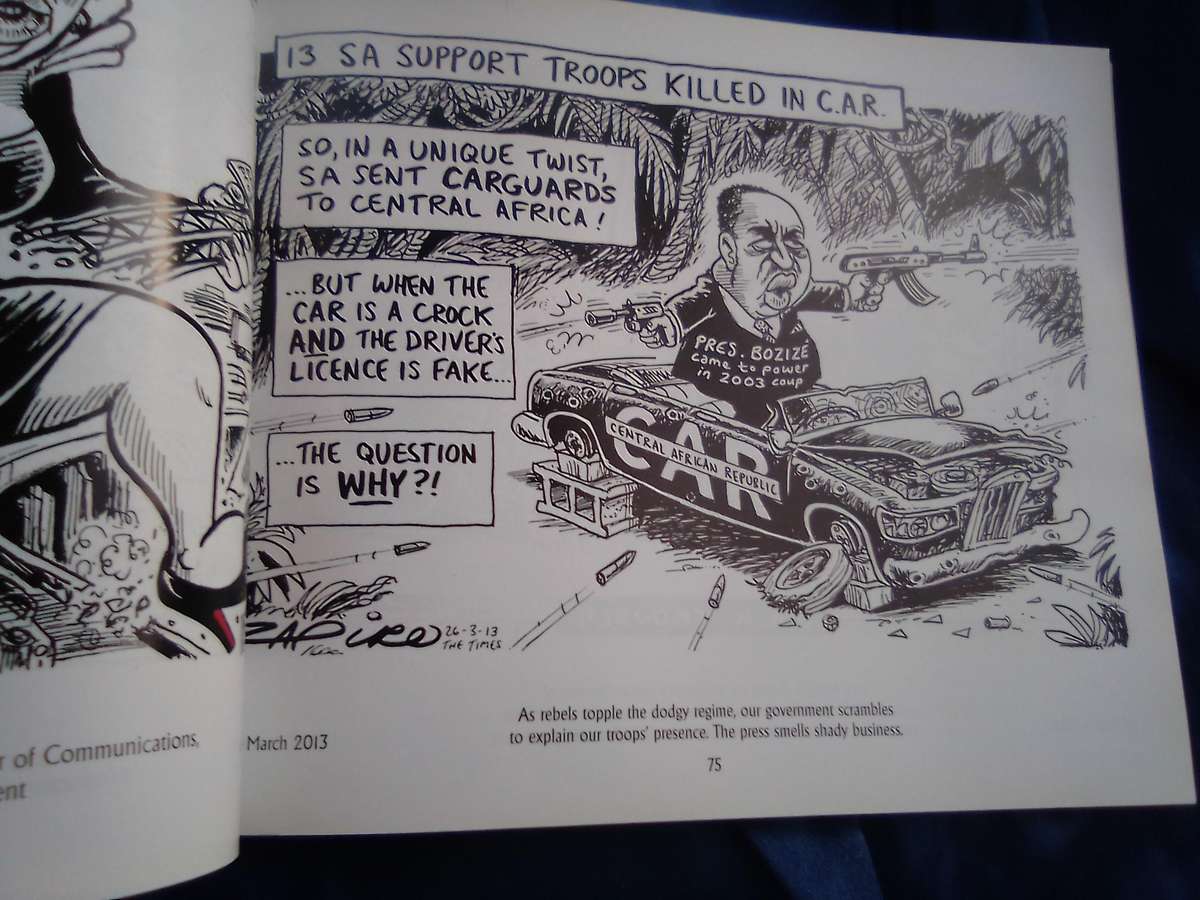 13 SA SUPPORT TROOPS KILLED IN C.A.R.
SO, IN A UNIQUE TWIST,
SA SENT CARGUARDS
TO CENTRAL AFRICA!
...BUT WHEN THE
CAR IS A CROCK
AND THE DRIVER'S
LICENCE IS FAKE...
...THE QUESTION
IS WHY?!
PRES. BOZIZÉ
came to power
in 2003 coup
CAR
CENTRAL AFRICAN REPUBLIC
ZAPIRO
26-3-13
THE TIMES
r of Communications,
ent
March 2013
As rebels topple the dodgy regime, our government scrambles
to explain our troops' presence. The press smells shady business.
75